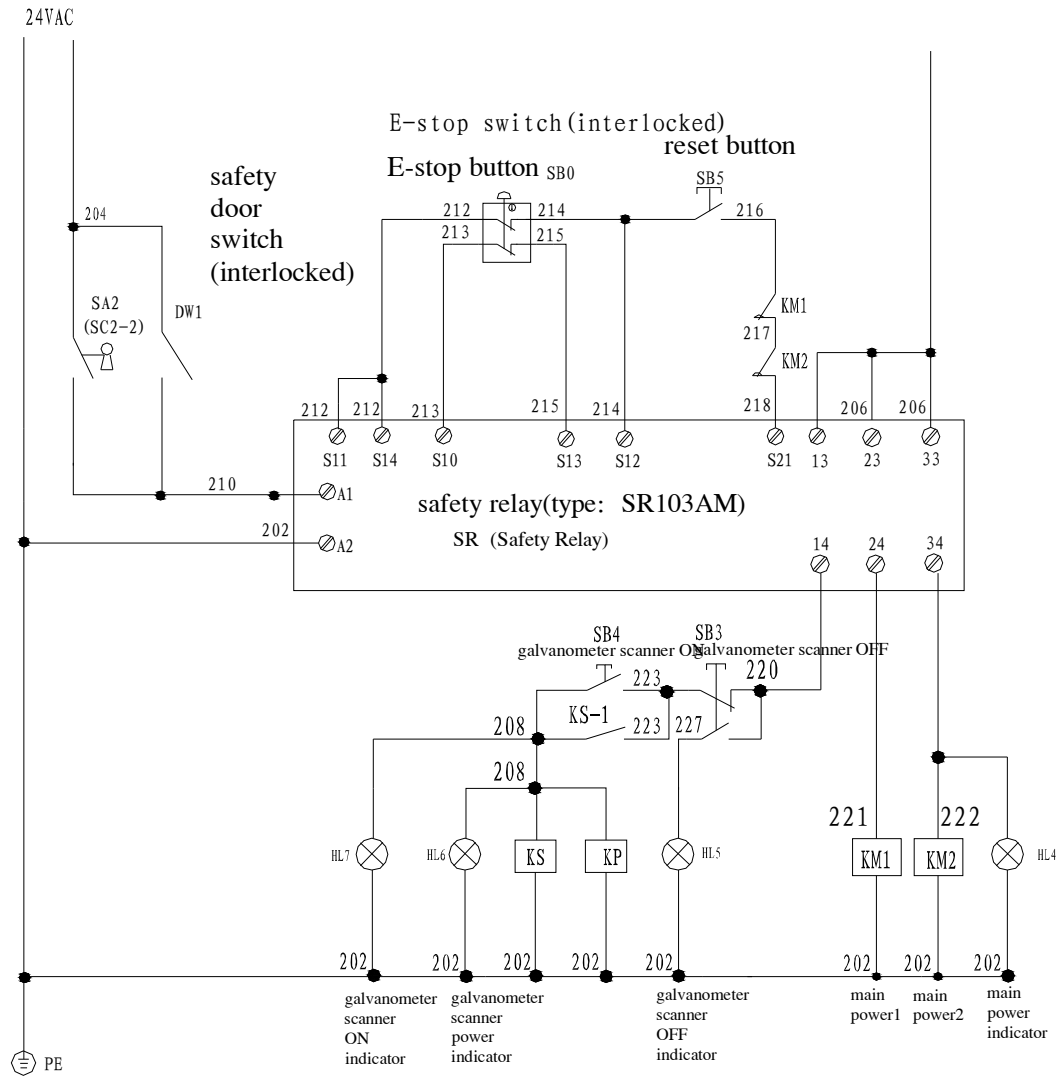 24VAC
E-stop switch(interlocked)
reset button
E-stop button SB0
SB5
safety
door
switch
(interlocked)
204
212
214
216
213
215
SA2
(SC2-2)
DW1
KM1
217
KM2
212
212
213
215
214
218
206
206
S11
S14
S10
S13
S12
S21
13
23
33
210
A1
safety relay(type: SR103AM)
202
A2
SR (Safety Relay)
14
24
34
SB4
SB3
galvanometer scanner ON
galvanometer scanner OFF
223
220
KS-1
208
223
227
208
221
222
HL7
HL6
KS
KP
HL5
KM1
KM2
HL4
202
202
202
202
202
202
202
202
galvanometer
scanner
ON
indicator
galvanometer
scanner
power
indicator
galvanometer
scanner
OFF
indicator
main
power1
main
power2
main
power
indicator
PE